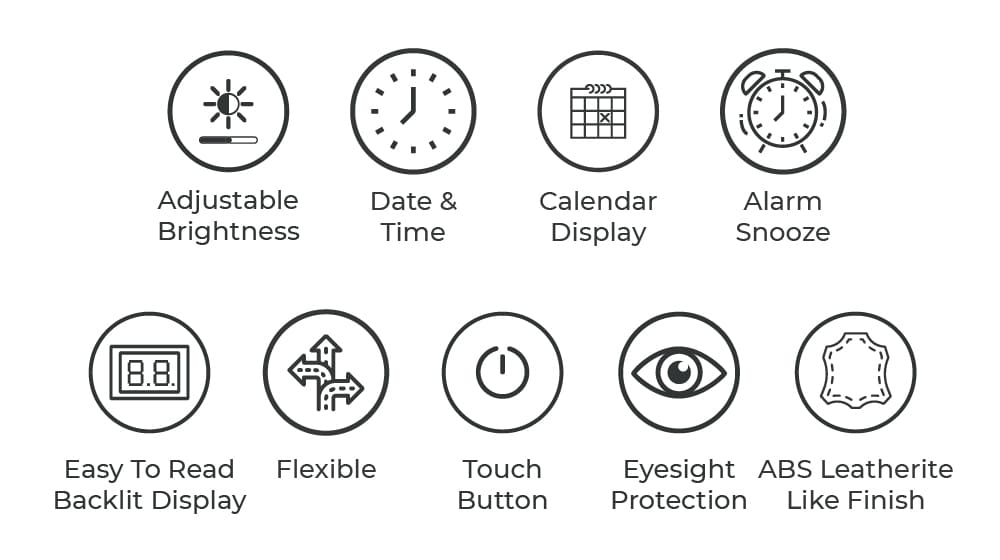 Adjustable
Brightness
Date &
Time
Calendar
Display
Alarm
Snooze
8.8.
Easy To Read
Backlit Display
Flexible
Touch
Button
Eyesight
Protection
ABS Leatherite
Like Finish